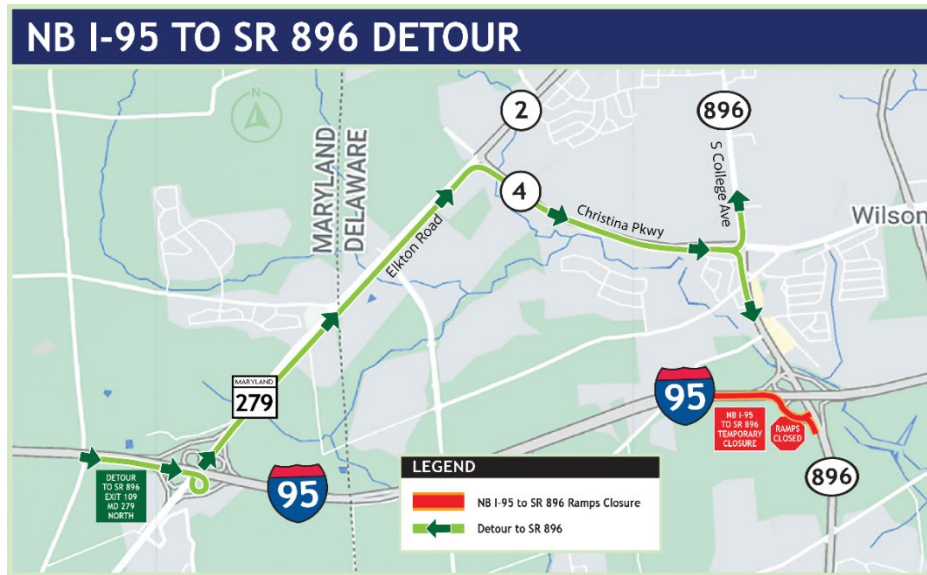 NB I-95 TO SR 896 DETOUR
N
2
896
MARYLAND
DELAWARE
4
S College Ave
Christina Pkwy
Wilson
Elkton Road
MARYLAND
279
95
NB I-95
TO SR 896
TEMPORARY
CLOSURE
RAMPS
CLOSED
DETOUR
TO SR 896
EXIT 109
MD 279
NORTH
95
896
LEGEND
NB I-95 to SR 896 Ramps Closure
Detour to SR 896